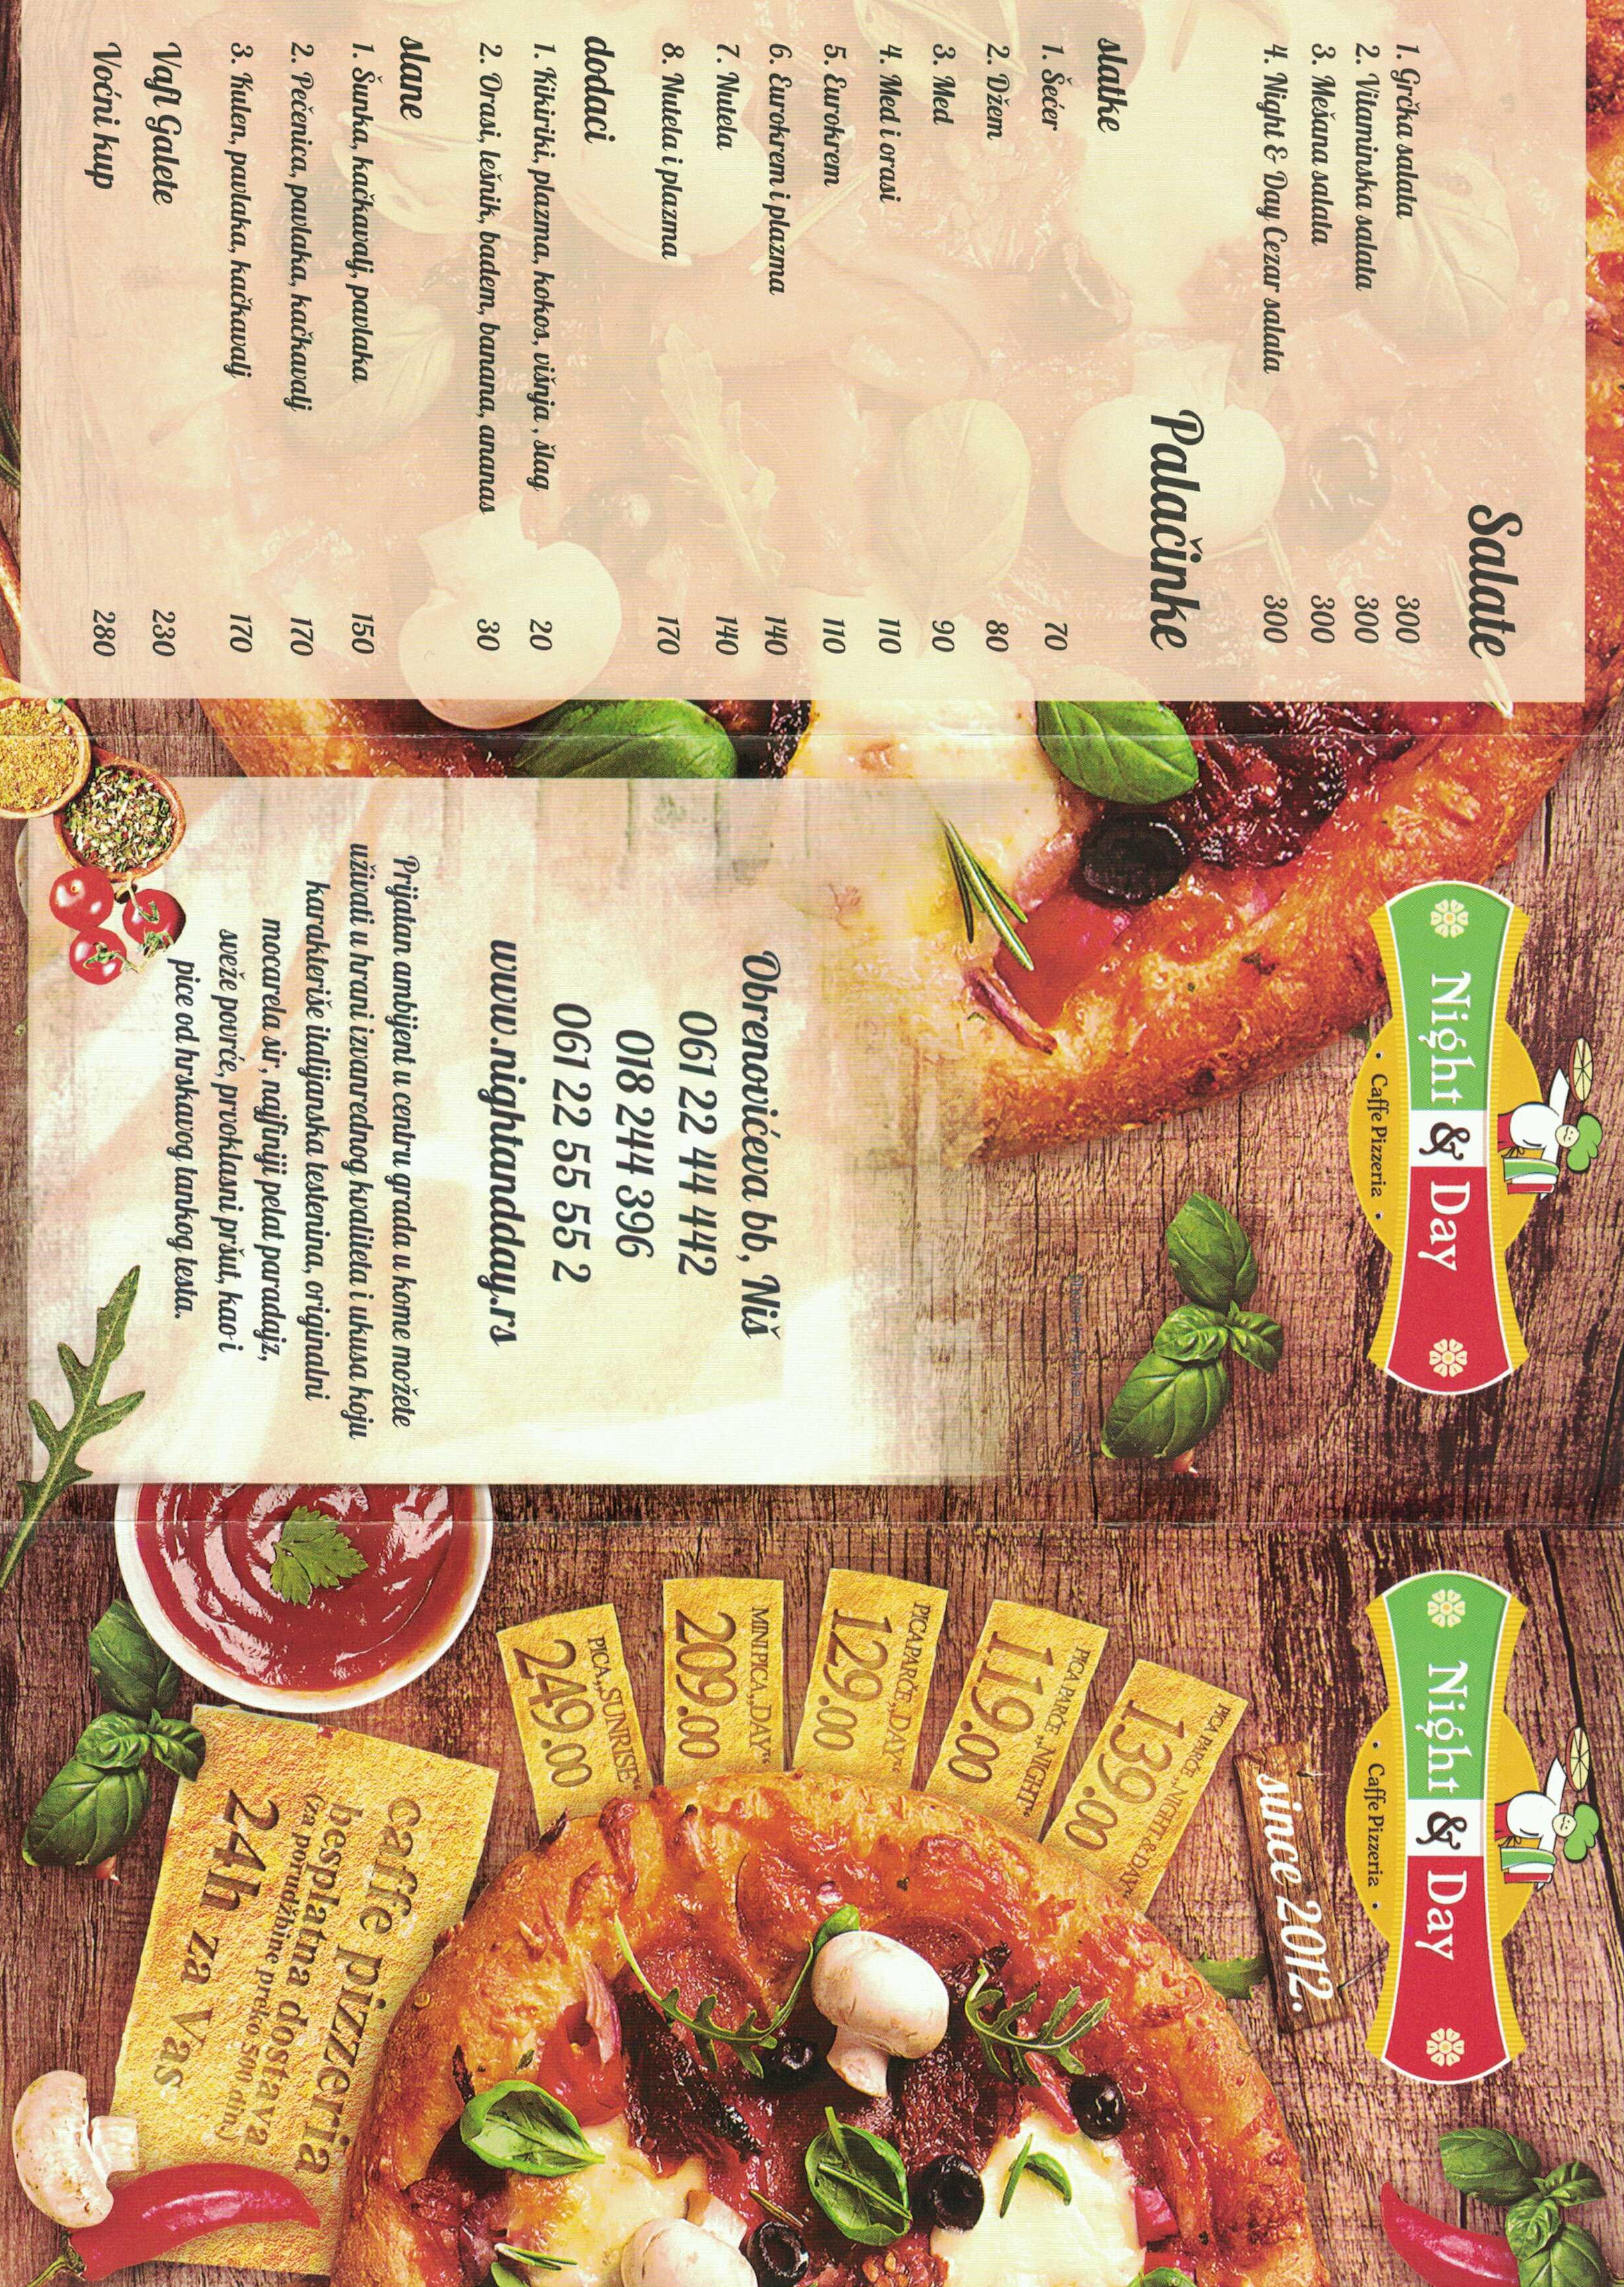 Salate
1. Grčka salata 300
2. Vitaminska salata 300
3. Mešana salata 300
4. Night & Day Cezar salata 300
Palačinke
slatke
1. Šećer 70
2. Džem 80
3. Med 90
4. Med i orasi 110
5. Eurokrem 110
6. Eurokrem i plazma 140
7. Nutela 140
8. Nutela i plazma 170
dodaci
1. Kikiriki, plazma, kokos, višnja , šlag 20
2. Orasi, lešnik, badem, banana, ananas 30
slane
1. Šunka, kačkavalj, pavlaka 150
2. Pečenica, pavlaka, kačkavalj 170
3. Kulen, pavlaka, kačkavalj 170
Vafl Galete 230
Voćni kup 280
Night & Day
Caffe Pizzeria
Obrenovićeva bb, Niš
061 22 44 442
018 244 396
061 22 55 55 2
www.nightandday.rs
Prijatan ambijent u centru grada u kome možete
uživati u hrani izvanrednog kvaliteta i ukusa koju
karakteriše italijanska testenina, originalni
mocarela sir, najfiniji pelat paradajz,
sveže povrće, prvoklasni pršut, kao i
pice od hrskavog tankog testa.
Night & Day
Caffe Pizzeria
since 2012.
PICA PARČE „NIGHT & DAY“
139.00
PICA PARČE „NIGHT“
119.00
PICA PARČE „DAY“
129.00
MINI PICA „DAY“
209.00
PICA „SUNRISE“
249.00
caffe pizzeria
besplatna dostava
(za porudžbine preko 500 din.)
24h za Vas